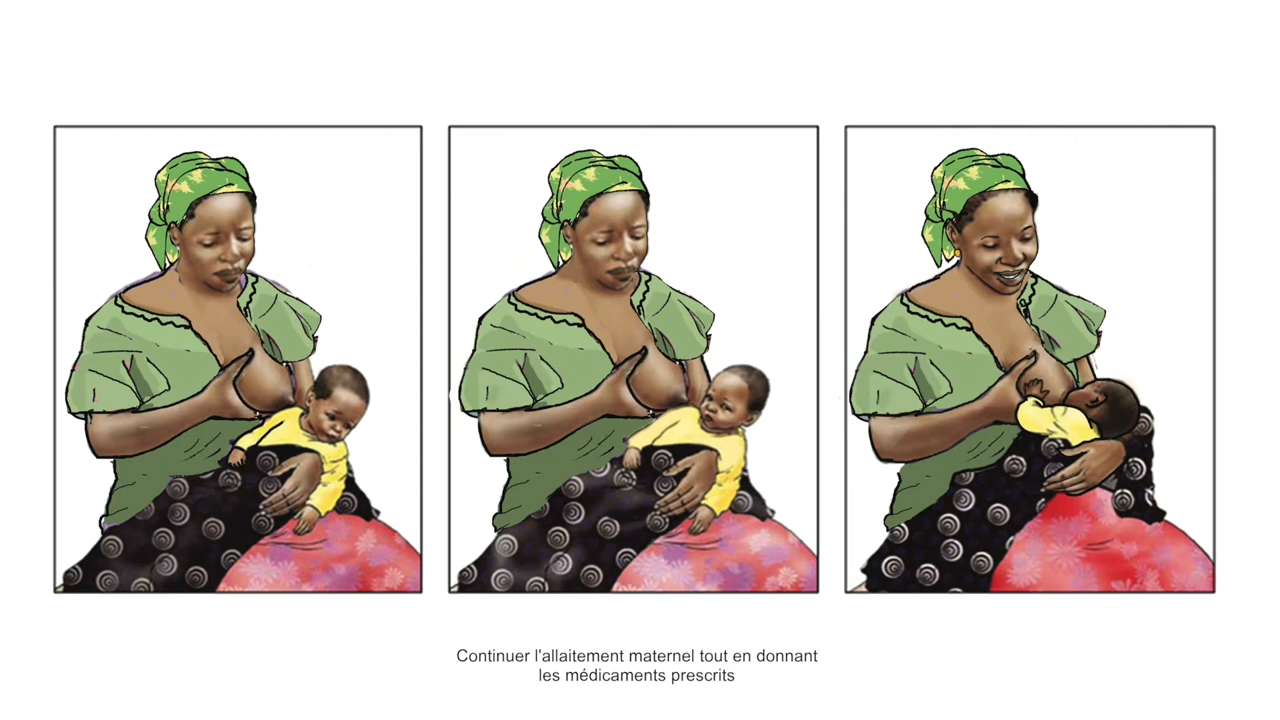 Continuer l'allaitement maternel tout en donnant
les médicaments prescrits